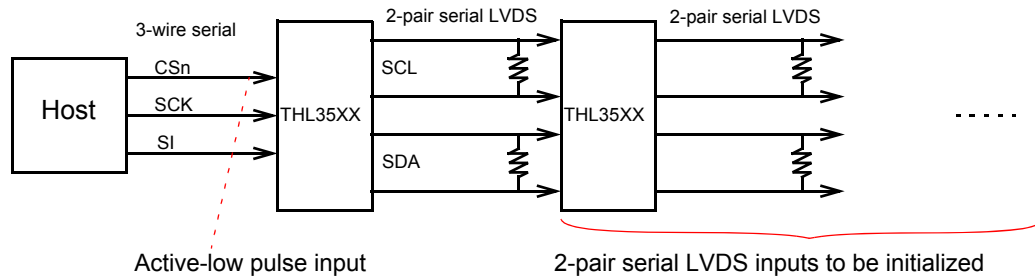 2-pair serial LVDS
2-pair serial LVDS
3-wire serial
CSn
SCL
Host
SCK
THL35XX
THL35XX
SI
SDA
Active-low pulse input
2-pair serial LVDS inputs to be initialized